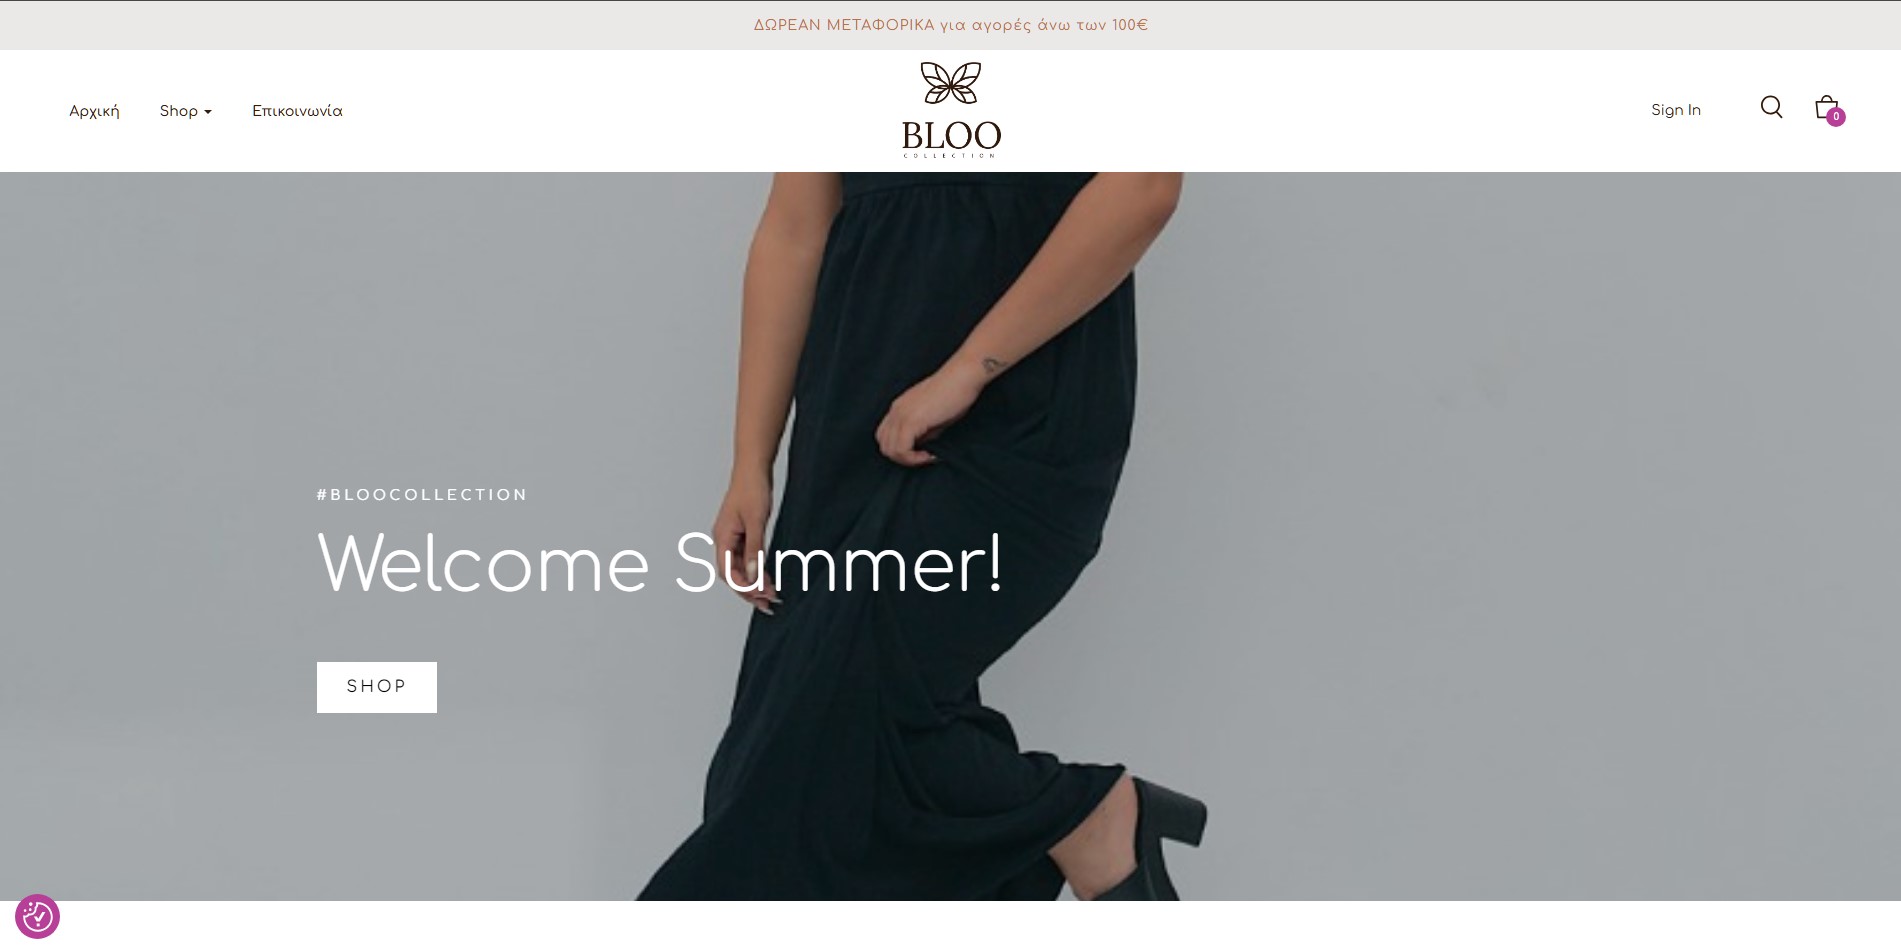 ΔΩΡΕΑΝ ΜΕΤΑΦΟΡΙΚΑ για αγορές άνω των 100€
Αρχική Shop Επικοινωνία
BLOO
COLLECTION
Sign In
0
#BLOOCOLLECTION
Welcome Summer!
SHOP